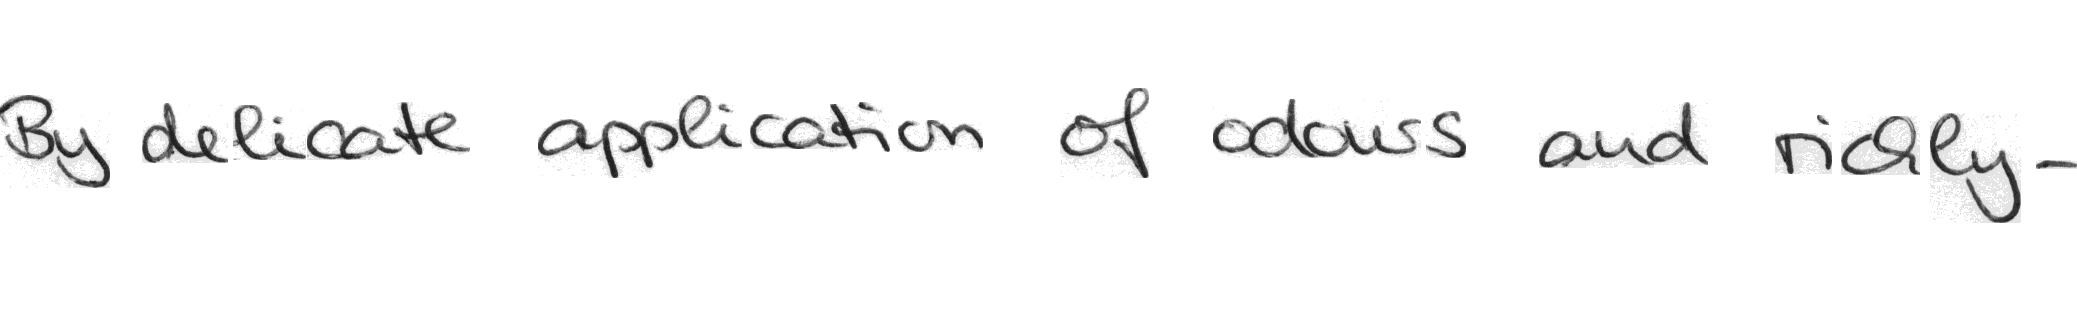 By delicate application of odours and richly-